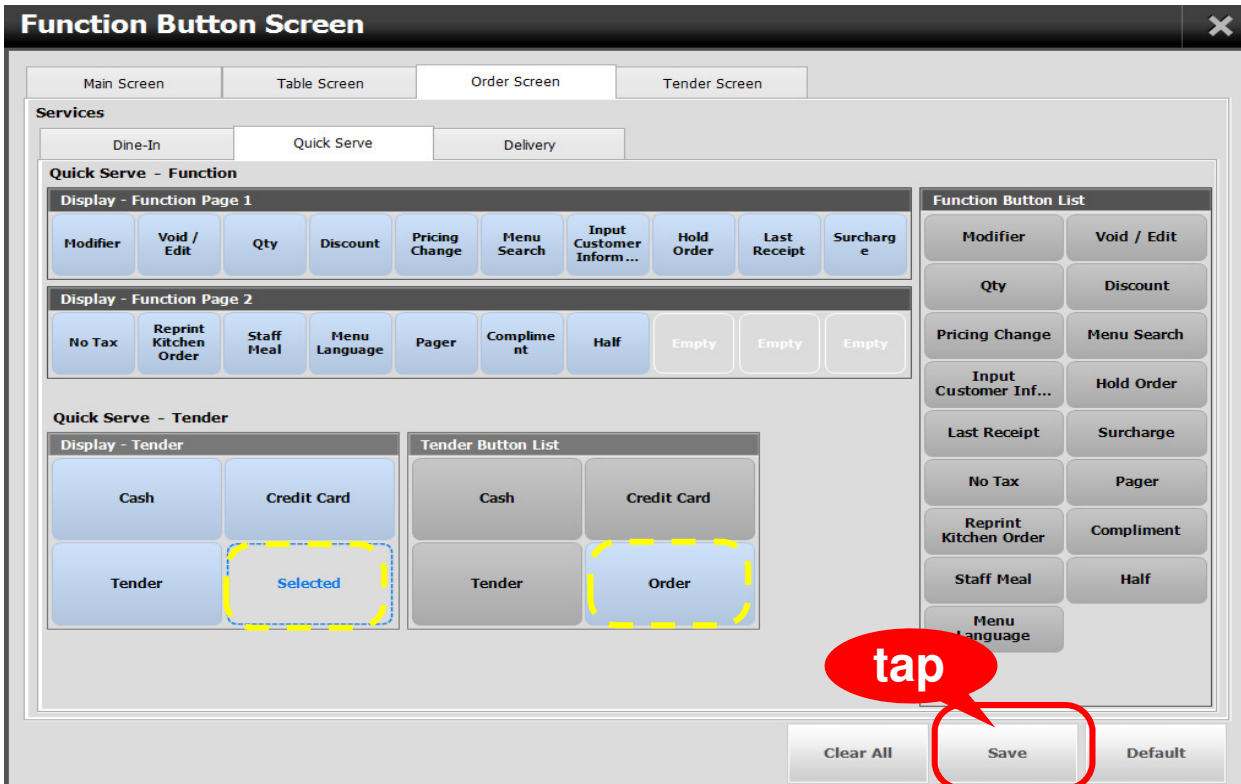 Function Button Screen
Main Screen
Table Screen
Order Screen
Tender Screen
Services
Dine-In
Quick Serve
Delivery
Quick Serve - Function
Display - Function Page 1
Modifier
Void /
Edit
Qty
Discount
Pricing
Change
Menu
Search
Input
Customer
Inform...
Hold
Order
Last
Receipt
Surcharg
e
Display - Function Page 2
No Tax
Reprint
Kitchen
Order
Staff
Meal
Menu
Language
Pager
Complime
nt
Half
Empty
Empty
Empty
Quick Serve - Tender
Display - Tender
Cash
Credit Card
Tender
Selected
Tender Button List
Cash
Credit Card
Tender
Order
Function Button List
Modifier
Void / Edit
Qty
Discount
Pricing Change
Menu Search
Input
Customer Inf...
Hold Order
Last Receipt
Surcharge
No Tax
Pager
Reprint
Kitchen Order
Compliment
Staff Meal
Half
Menu
Language
tap
Clear All
Save
Default